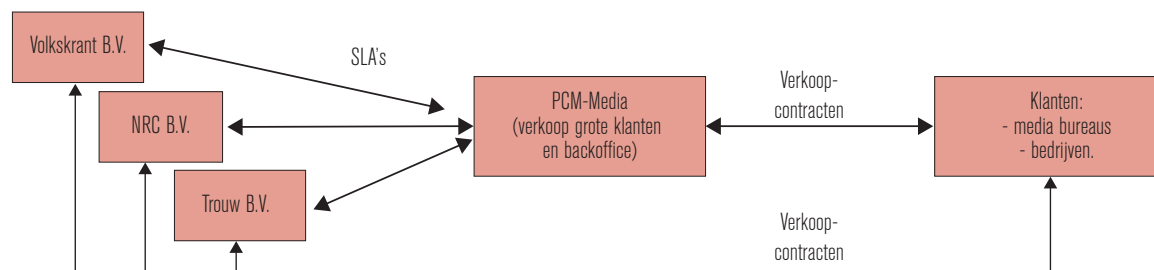 Volkskrant B.V.
SLA's
NRC B.V.
Trouw B.V.
PCM-Media
(verkoop grote klanten
en backoffice)
Verkoop-
contracten
Klanten:
- media bureaus
- bedrijven.
Verkoop-
contracten